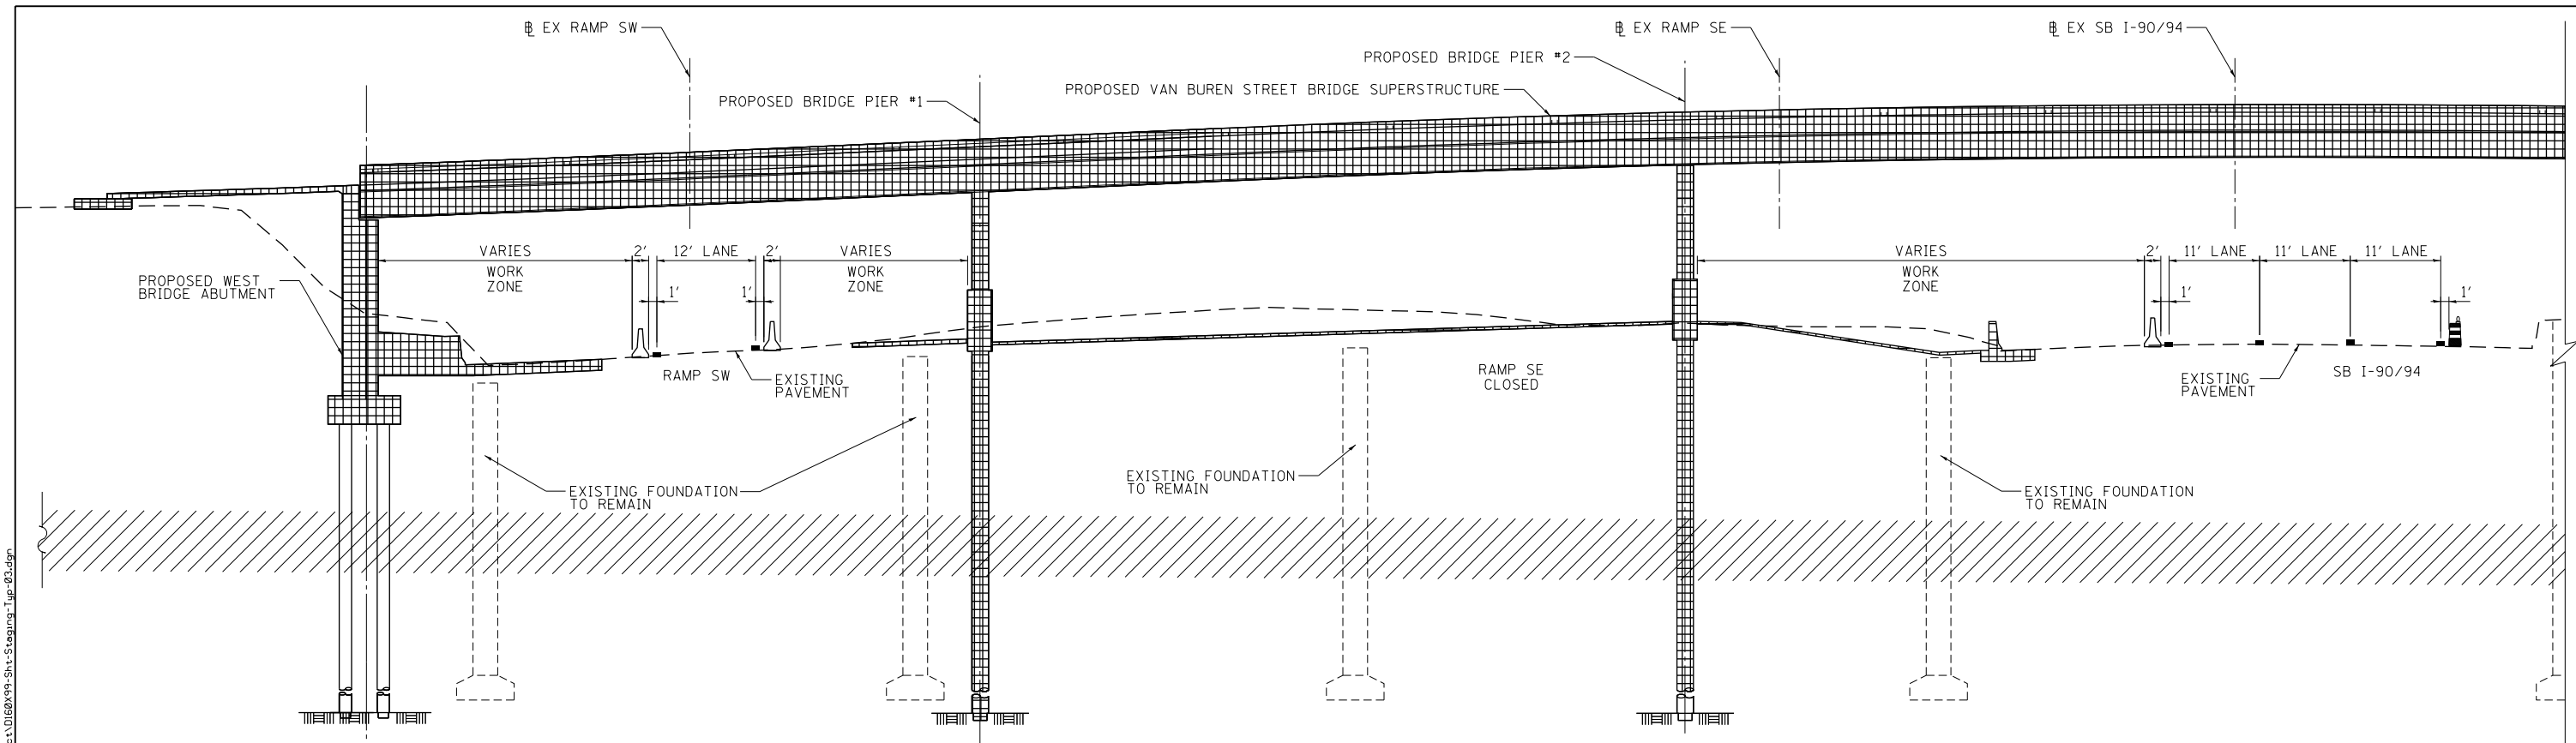 ℄ EX RAMP SW
℄ EX RAMP SE
℄ EX SB I-90/94
PROPOSED BRIDGE PIER #2
PROPOSED VAN BUREN STREET BRIDGE SUPERSTRUCTURE
PROPOSED BRIDGE PIER #1
VARIES
2'
12' LANE
2'
VARIES
VARIES
2'
11' LANE
11' LANE
11' LANE
WORK
ZONE
WORK
ZONE
WORK
ZONE
PROPOSED WEST
BRIDGE ABUTMENT
1'
1'
1'
1'
RAMP SW
EXISTING
PAVEMENT
RAMP SE
CLOSED
EXISTING
PAVEMENT
SB I-90/94
EXISTING FOUNDATION
TO REMAIN
EXISTING FOUNDATION
TO REMAIN
EXISTING FOUNDATION
TO REMAIN
ct\D160X99-Sht-Staging-Typ-03.dgn